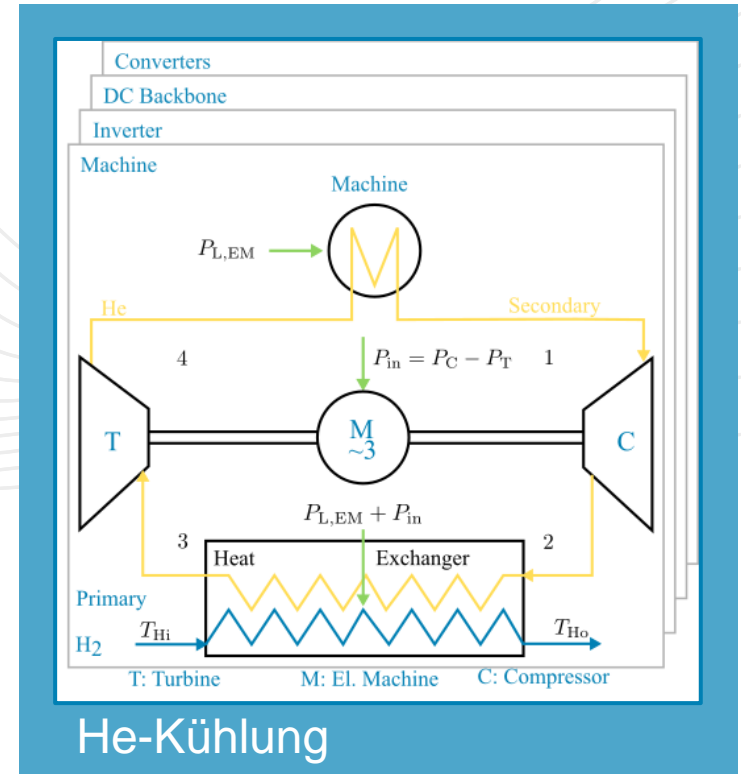 Converters
DC Backbone
Inverter
Machine
Machine
P_L,EM
He
Secondary
4
P_in = P_C − P_T
1
T
M
~3
C
P_L,EM + P_in
3
2
Heat
Exchanger
Primary
H2
T_Hi
T_Ho
T: Turbine
M: El. Machine
C: Compressor
He-Kühlung